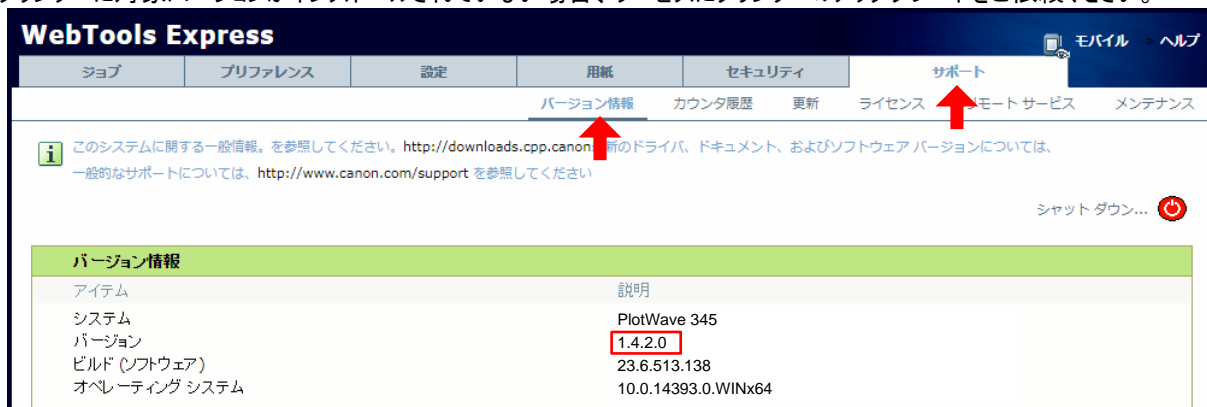 WebTools Express
モバイル ヘルプ
ジョブ プリファレンス 設定 用紙 セキュリティ サポート
バージョン情報 カウンタ履歴 更新 ライセンス モート サービス メンテナンス
このシステムに関する一般情報。を参照してください。http://downloads.cpp.canon 新のドライバ、ドキュメント、およびソフトウェア バージョンについては、
一般的なサポートについては、http://www.canon.com/support を参照してください
シャット ダウン...
バージョン情報
アイテム 説明
システム PlotWave 345
バージョン 1.4.2.0
ビルド (ソフトウェア) 23.6.513.138
オペレーティング システム 10.0.14393.0.WINx64